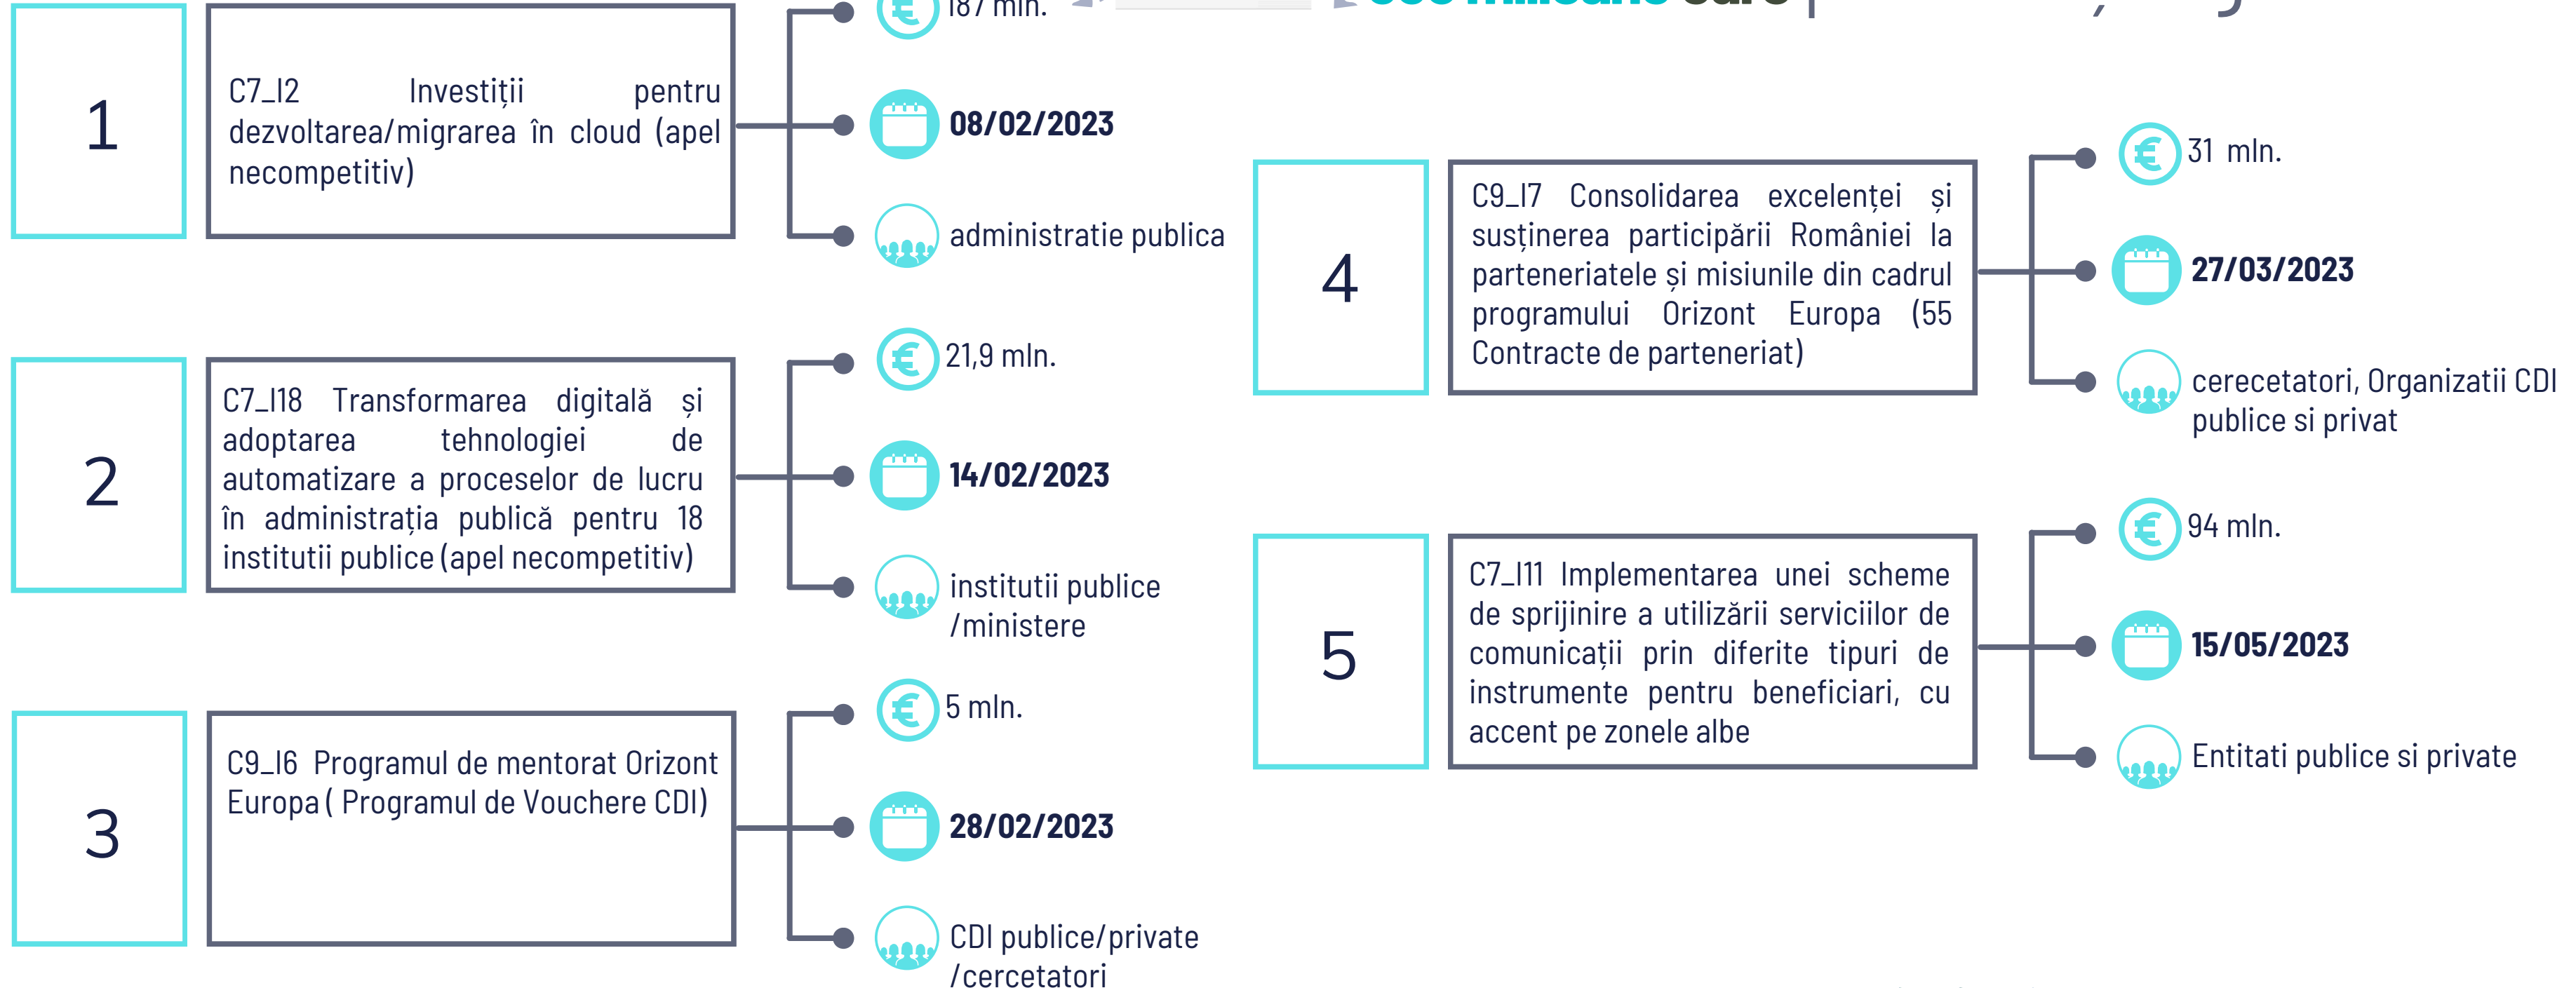 187 mln.
milioane euro
1
C7_I2 Investiții pentru
dezvoltarea/migrarea în cloud (apel
necompetitiv)
08/02/2023
administratie publica
2
C7_I18 Transformarea digitală și
adoptarea tehnologiei de
automatizare a proceselor de lucru
în administrația publică pentru 18
institutii publice (apel necompetitiv)
21,9 mln.
14/02/2023
institutii publice
/ministere
3
C9_I6 Programul de mentorat Orizont
Europa ( Programul de Vouchere CDI)
5 mln.
28/02/2023
CDI publice/private
/cercetatori
4
C9_I7 Consolidarea excelenței și
susținerea participării României la
parteneriatele și misiunile din cadrul
programului Orizont Europa (55
Contracte de parteneriat)
31 mln.
27/03/2023
cerecetatori, Organizatii CDI
publice si privat
5
C7_I11 Implementarea unei scheme
de sprijinire a utilizării serviciilor de
comunicații prin diferite tipuri de
instrumente pentru beneficiari, cu
accent pe zonele albe
94 mln.
15/05/2023
Entitati publice si private